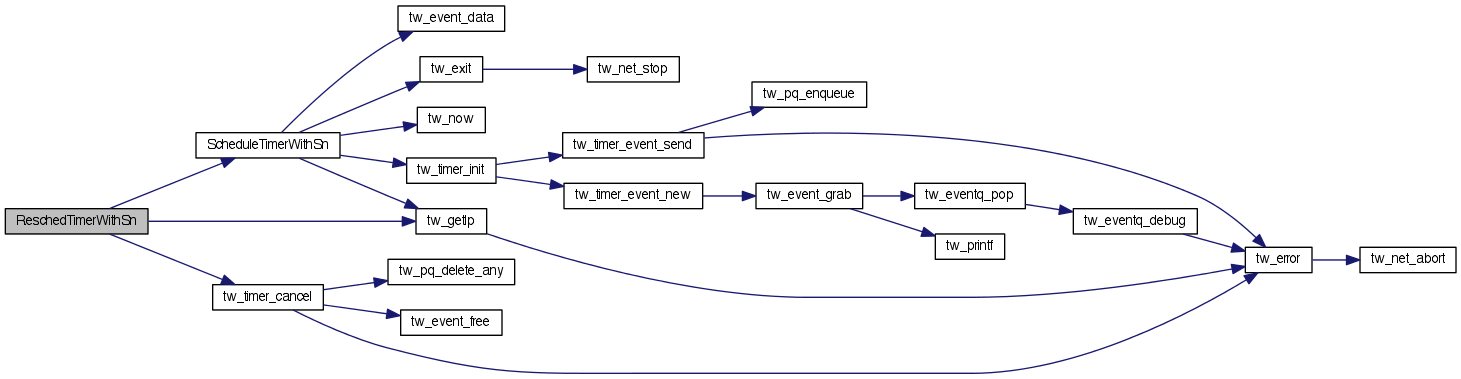 tw_event_data
tw_exit
tw_net_stop
tw_pq_enqueue
tw_now
ScheduleTimerWithSn
tw_timer_event_send
tw_timer_init
tw_timer_event_new
tw_event_grab
tw_eventq_pop
ReschedTimerWithSn
tw_getlp
tw_eventq_debug
tw_printf
tw_error
tw_net_abort
tw_pq_delete_any
tw_timer_cancel
tw_event_free